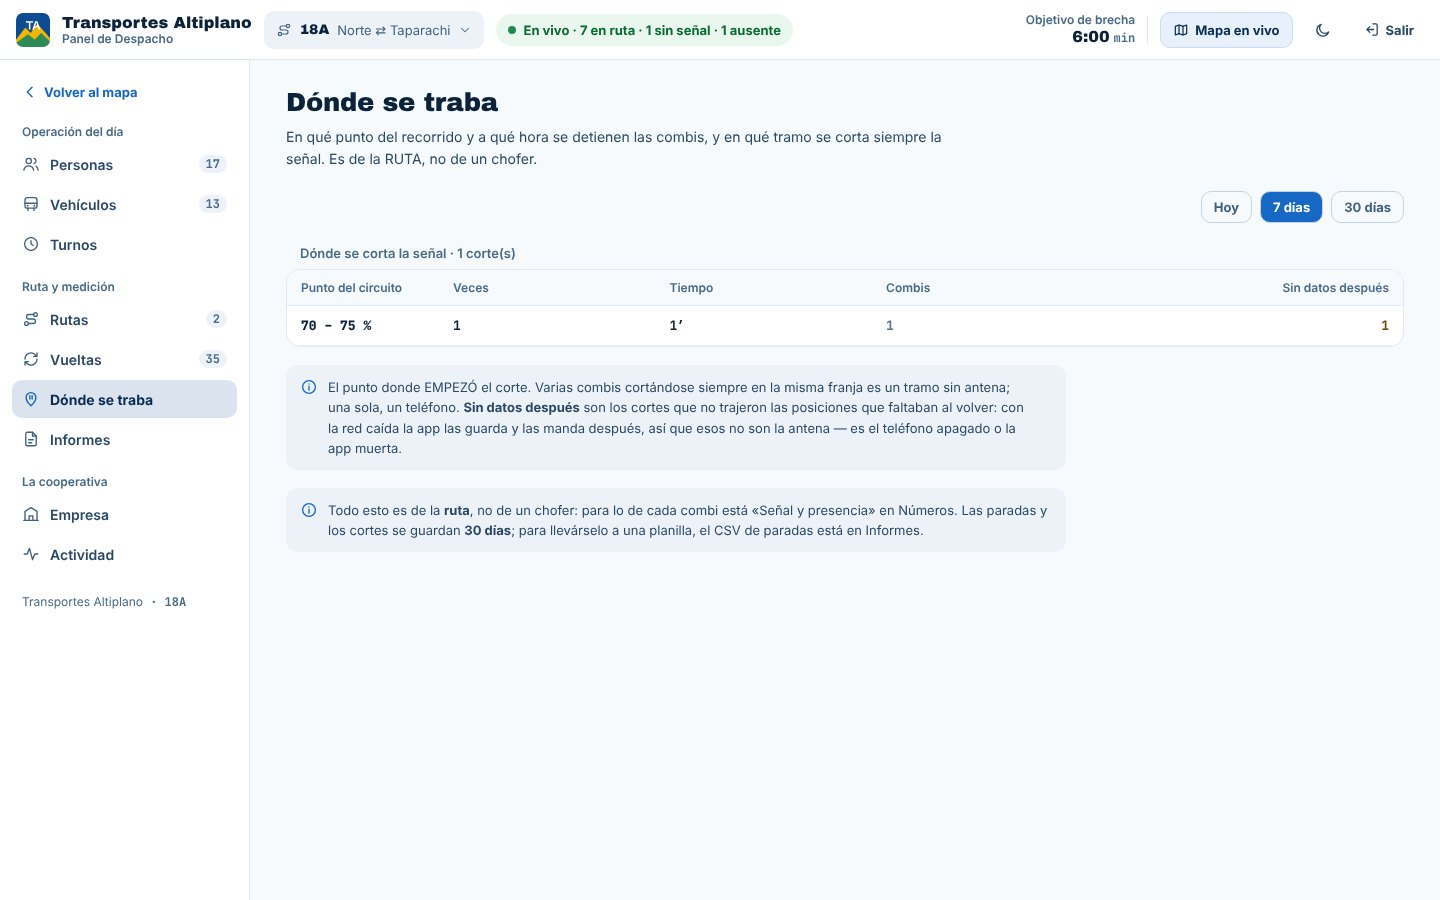 TA
Transportes Altiplano
Panel de Despacho
18A Norte ⇄ Taparachi
En vivo · 7 en ruta · 1 sin señal · 1 ausente
Objetivo de brecha
6:00 min
Mapa en vivo
Salir
Volver al mapa
Operación del día
Personas 17
Vehículos 13
Turnos
Ruta y medición
Rutas 2
Vueltas 35
Dónde se traba
Informes
La cooperativa
Empresa
Actividad
Transportes Altiplano · 18A
Dónde se traba
En qué punto del recorrido y a qué hora se detienen las combis, y en qué tramo se corta siempre la
señal. Es de la RUTA, no de un chofer.
Hoy 7 días 30 días
Dónde se corta la señal · 1 corte(s)
Punto del circuito Veces Tiempo Combis Sin datos después
70 – 75 % 1 1′ 1 1
El punto donde EMPEZÓ el corte. Varias combis cortándose siempre en la misma franja es un tramo sin antena;
una sola, un teléfono. Sin datos después son los cortes que no trajeron las posiciones que faltaban al volver: con
la red caída la app las guarda y las manda después, así que esos no son la antena — es el teléfono apagado o la
app muerta.
Todo esto es de la ruta, no de un chofer: para lo de cada combi está «Señal y presencia» en Números. Las paradas y
los cortes se guardan 30 días; para llevárselo a una planilla, el CSV de paradas está en Informes.